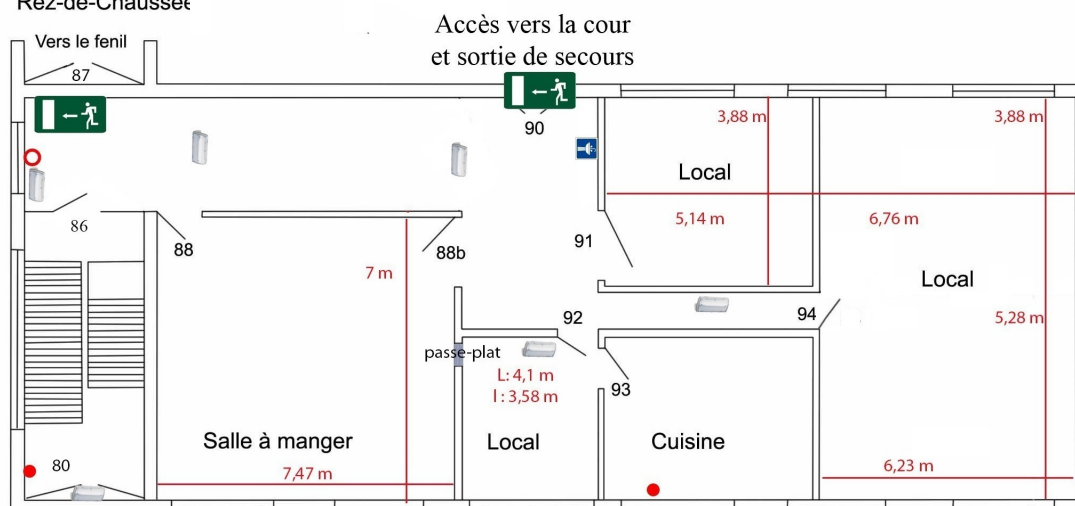 Rez-de-Chaussée
Accès vers la cour
et sortie de secours
Vers le fenil
87
90
3,88 m
3,88 m
Local
5,14 m
6,76 m
86
88
88b
91
7 m
Local
92
94
5,28 m
passe-plat
L: 4,1 m
l : 3,58 m
93
Salle à manger
Local
Cuisine
80
7,47 m
6,23 m